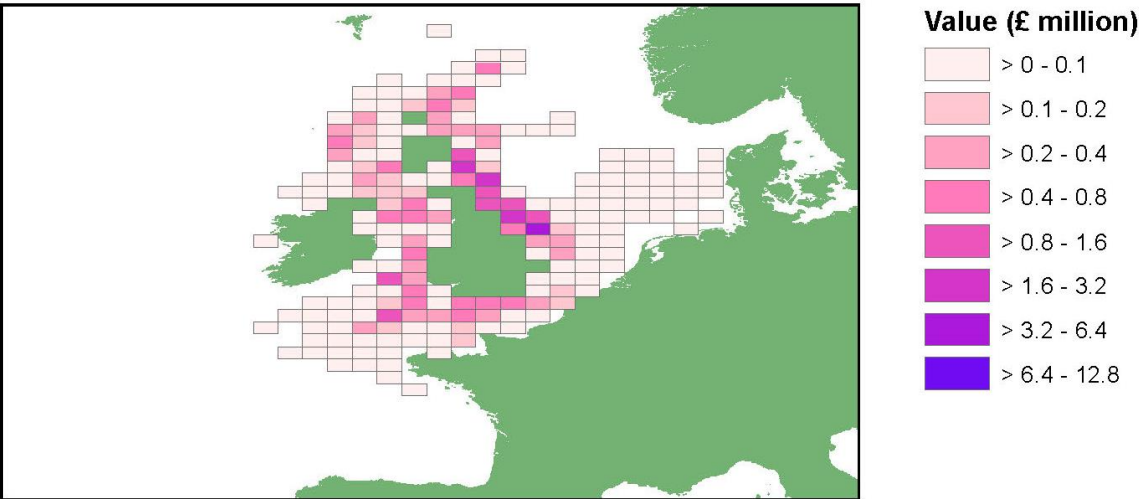 Value (£ million)
> 0 - 0.1
> 0.1 - 0.2
> 0.2 - 0.4
> 0.4 - 0.8
> 0.8 - 1.6
> 1.6 - 3.2
> 3.2 - 6.4
> 6.4 - 12.8